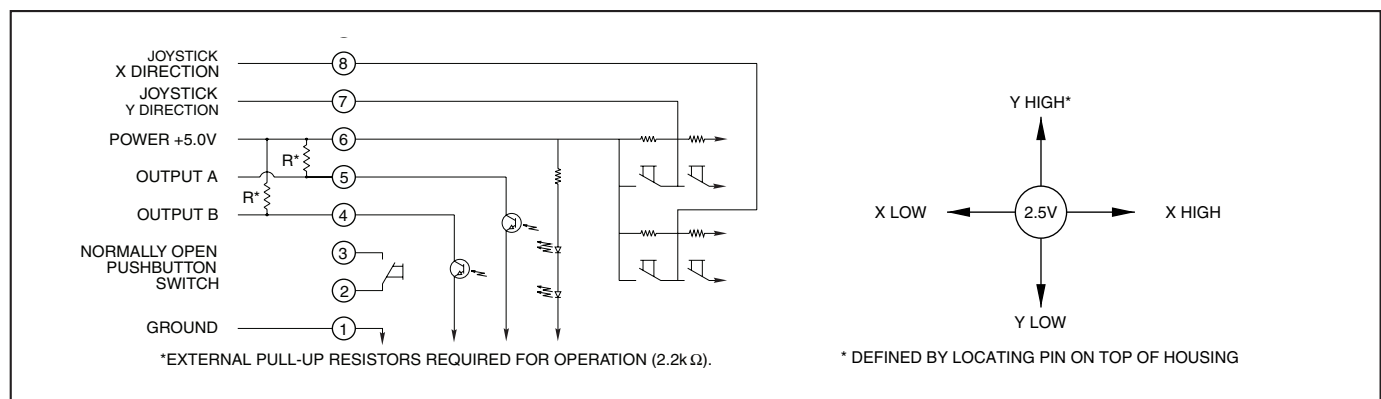 JOYSTICK
X DIRECTION
8
JOYSTICK
Y DIRECTION
7
POWER +5.0V
6
R*
OUTPUT A
5
R*
OUTPUT B
4
NORMALLY OPEN
PUSHBUTTON
SWITCH
3
2
GROUND
1
*EXTERNAL PULL-UP RESISTORS REQUIRED FOR OPERATION (2.2kΩ).
Y HIGH*
X LOW
2.5V
X HIGH
Y LOW
* DEFINED BY LOCATING PIN ON TOP OF HOUSING